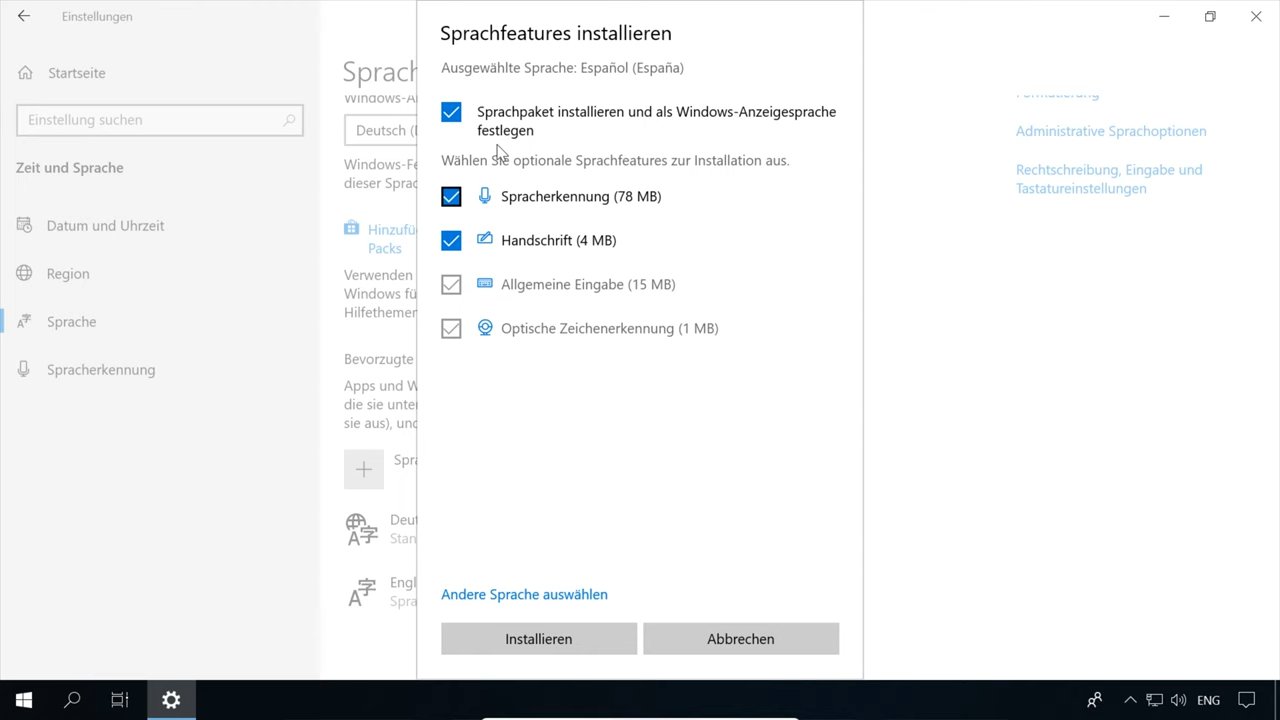 Einstellungen
Startseite
Einstellung suchen
Zeit und Sprache
Datum und Uhrzeit
Region
Sprache
Spracherkennung
Deutsch
Windows-Fe
dieser Sprac
Hinzufü
Packs
Verwenden
Windows fü
Hilfethemen
Bevorzugte
Apps und W
die sie unter
sie aus), und
Spra
Deut
Stan
Engl
Spra
Sprachfeatures installieren
Ausgewählte Sprache: Español (España)
Sprachpaket installieren und als Windows-Anzeigesprache
festlegen
Wählen Sie optionale Sprachfeatures zur Installation aus.
Spracherkennung (78 MB)
Handschrift (4 MB)
Allgemeine Eingabe (15 MB)
Optische Zeichenerkennung (1 MB)
Andere Sprache auswählen
Installieren
Abbrechen
Administrative Sprachoptionen
Rechtschreibung, Eingabe und
Tastatureinstellungen
ENG